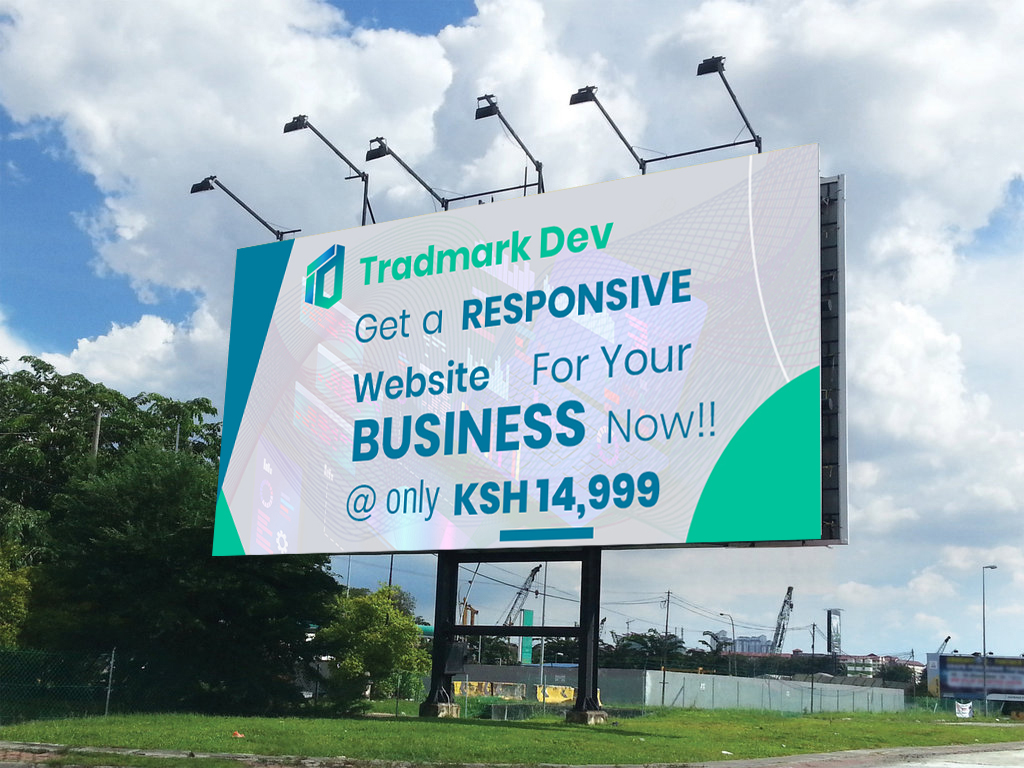 Tradmark Dev
Get a RESPONSIVE
Website For Your
BUSINESS Now!!
@ only KSH 14,999